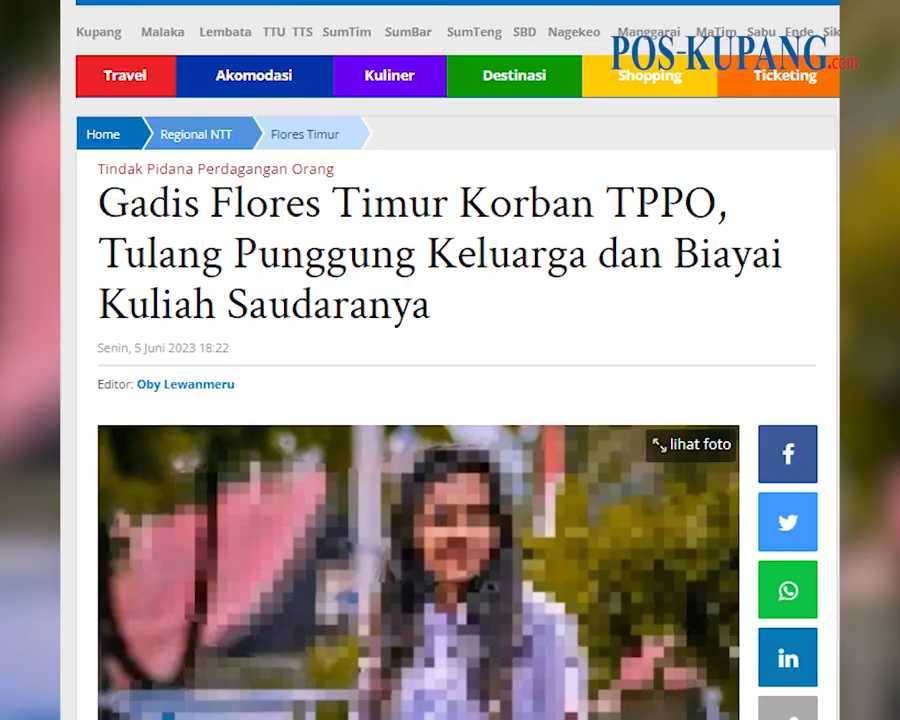 Kupang Malaka Lembata TTU TTS SumTim SumBar SumTeng SBD Nagekeo Manggarai MaTim Sabu Ende Sik
POS-KUPANG.com
Travel Akomodasi Kuliner Destinasi Shopping Ticketing
Home Regional NTT Flores Timur
Tindak Pidana Perdagangan Orang
Gadis Flores Timur Korban TPPO,
Tulang Punggung Keluarga dan Biayai
Kuliah Saudaranya
Senin, 5 Juni 2023 18:22
Editor: Oby Lewanmeru
lihat foto